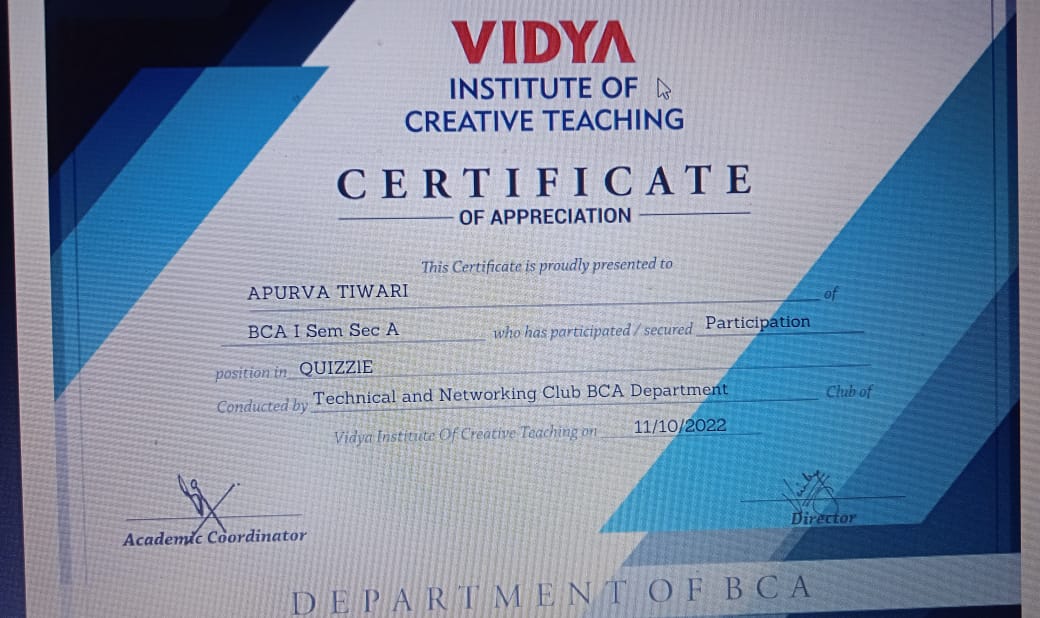 VIDYA
INSTITUTE OF
CREATIVE TEACHING
CERTIFICATE
OF APPRECIATION
This Certificate is proudly presented to
APURVA TIWARI of
BCA I Sem Sec A who has participated / secured Participation
position in QUIZZIE
Conducted by Technical and Networking Club BCA Department Club of
Vidya Institute Of Creative Teaching on 11/10/2022
Academic Coordinator Director
DEPARTMENT OF BCA